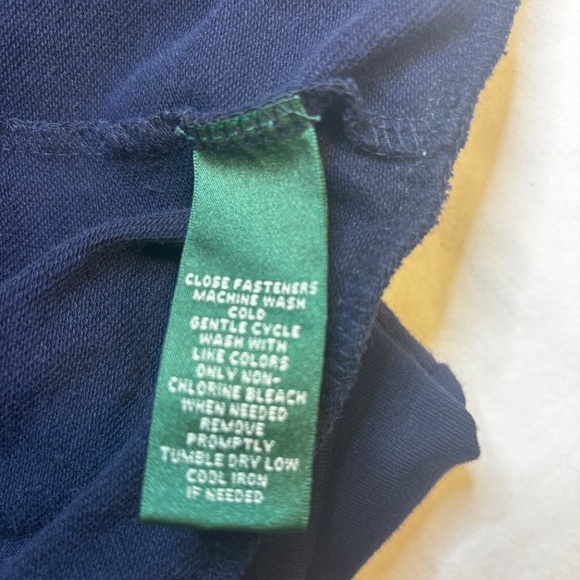 CLOSE FASTENERS
MACHINE WASH
COLD
GENTLE CYCLE
WASH WITH
LIKE COLORS
ONLY NON-
CHLORINE BLEACH
WHEN NEEDED
REMOVE
PROMPTLY
TUMBLE DRY LOW
COOL IRON
IF NEEDED